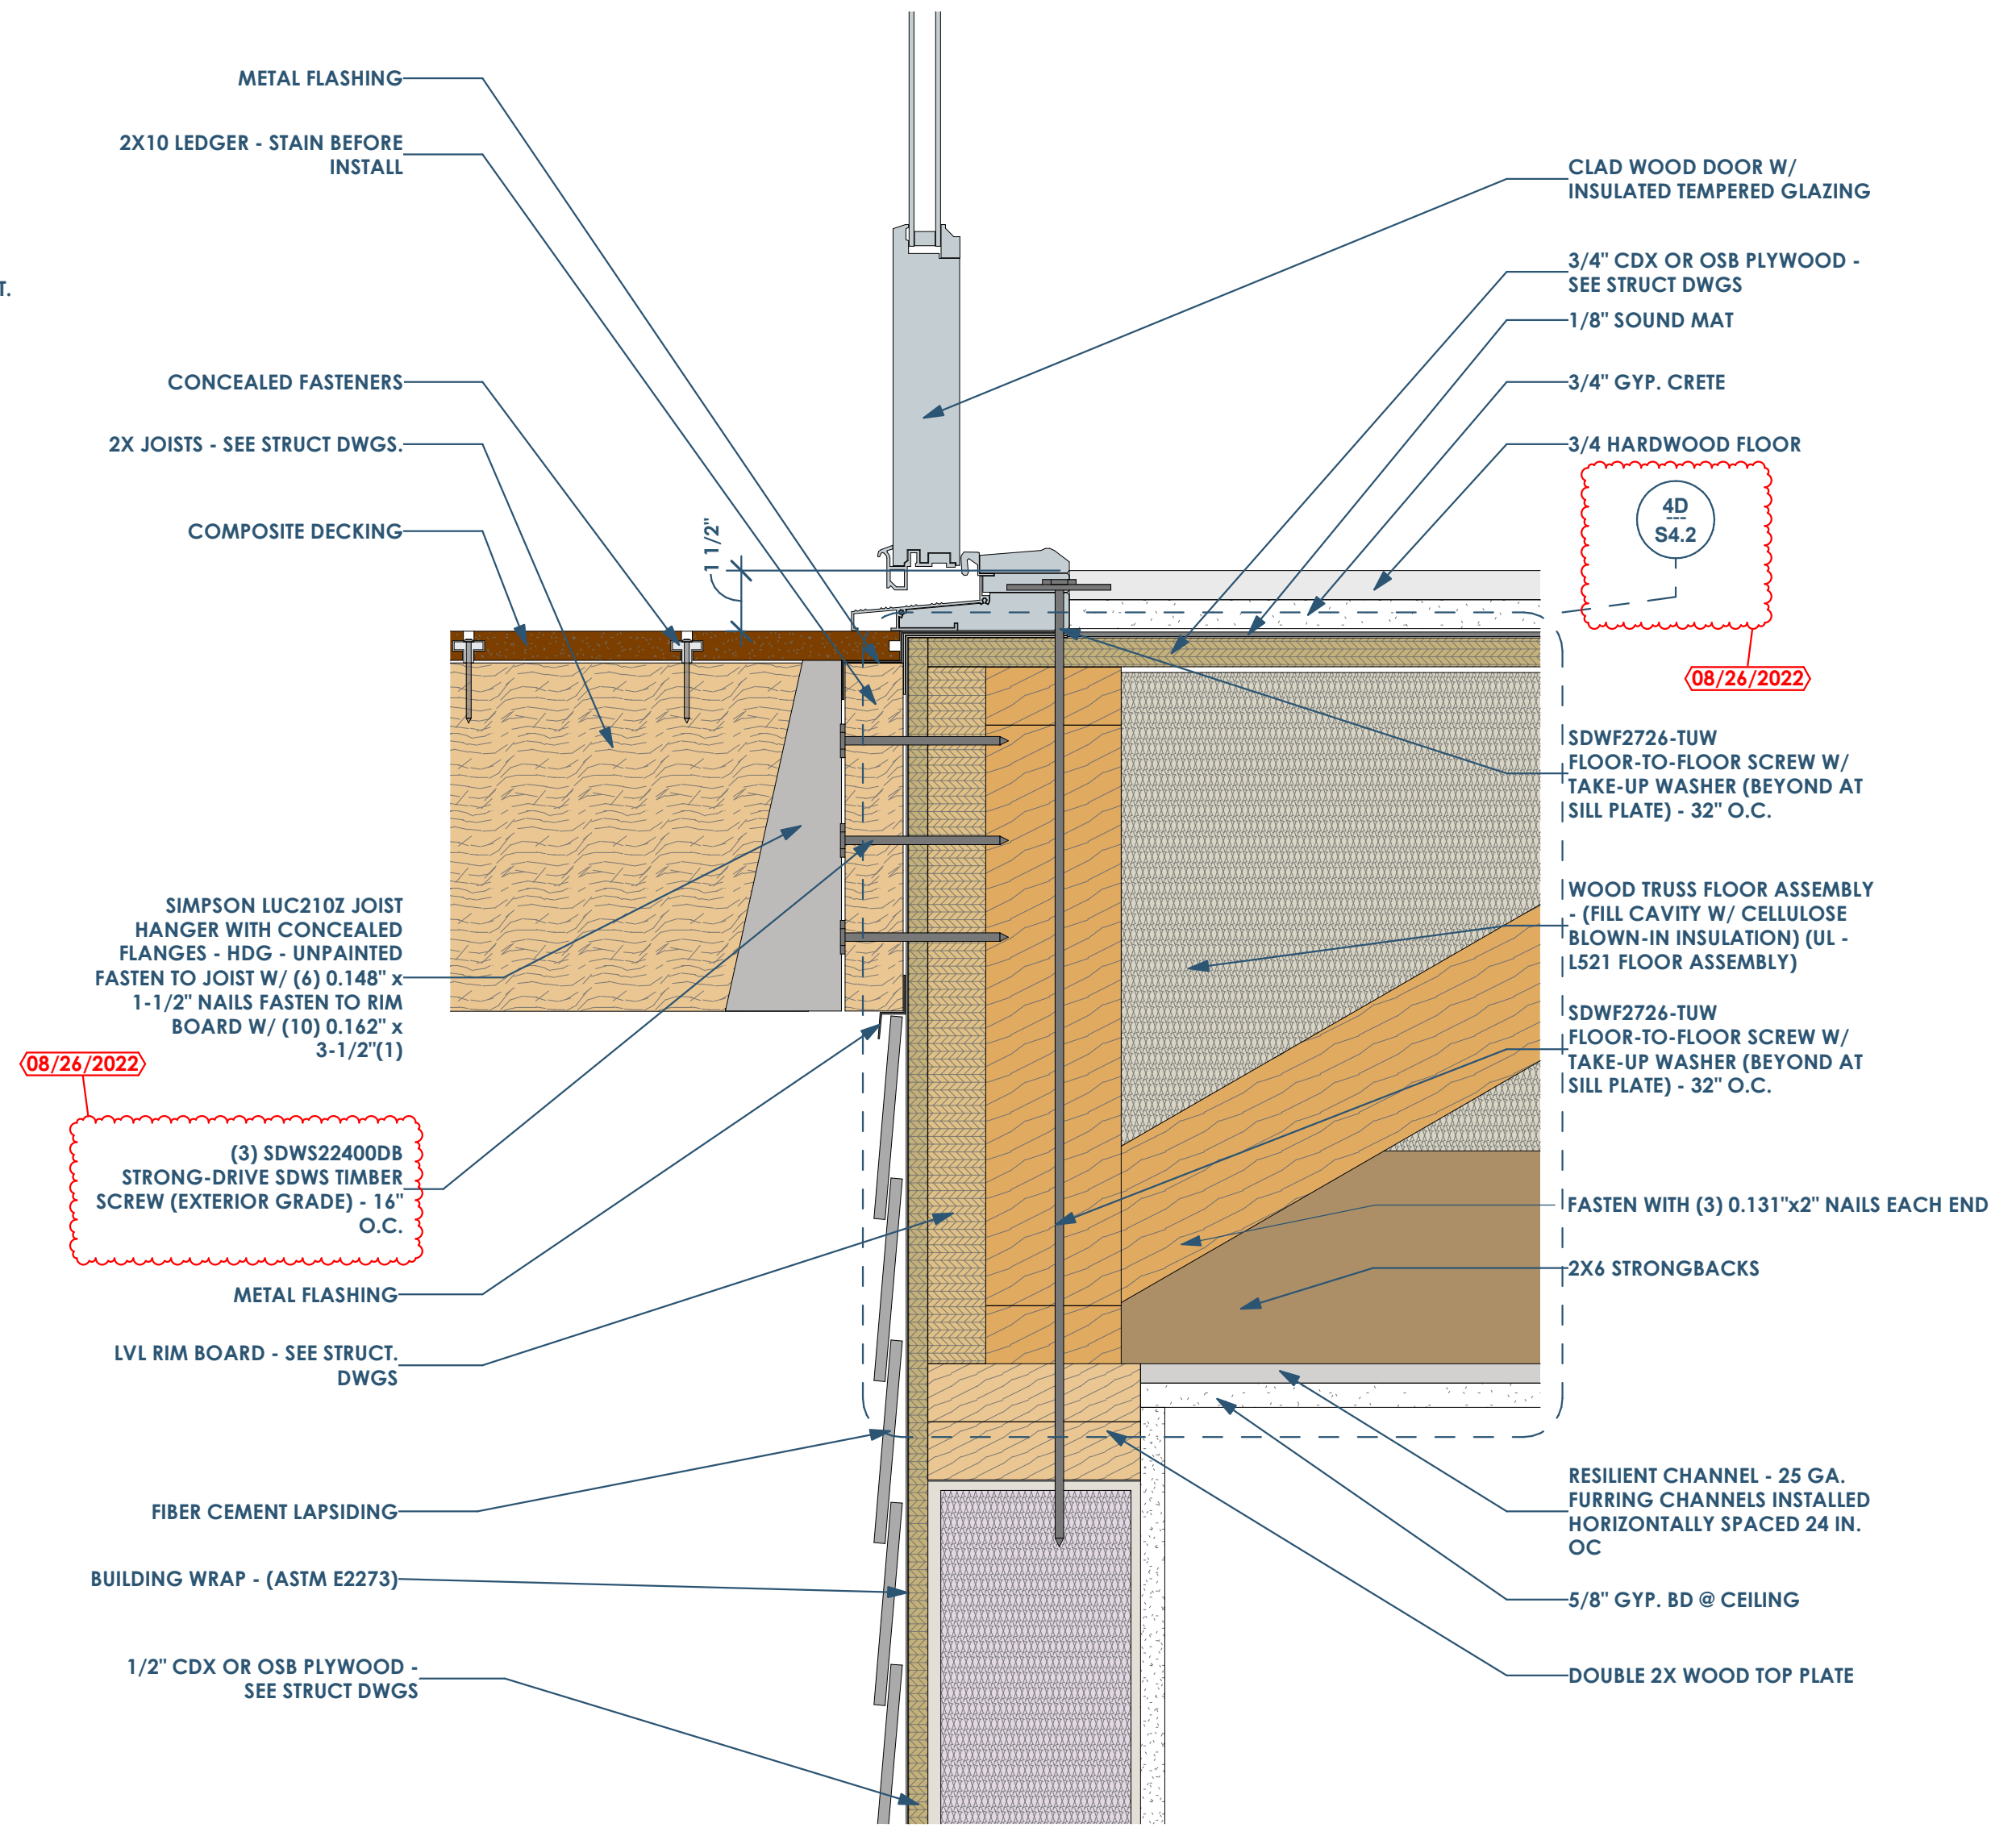 METAL FLASHING
2X10 LEDGER - STAIN BEFORE
INSTALL
T.
CONCEALED FASTENERS
2X JOISTS - SEE STRUCT DWGS.
COMPOSITE DECKING
1 1/2"
SIMPSON LUC210Z JOIST
HANGER WITH CONCEALED
FLANGES - HDG - UNPAINTED
FASTEN TO JOIST W/ (6) 0.148" x
1-1/2" NAILS FASTEN TO RIM
BOARD W/ (10) 0.162" x
3-1/2"(1)
08/26/2022
(3) SDWS22400DB
STRONG-DRIVE SDWS TIMBER
SCREW (EXTERIOR GRADE) - 16"
O.C.
METAL FLASHING
LVL RIM BOARD - SEE STRUCT.
DWGS
FIBER CEMENT LAPSIDING
BUILDING WRAP - (ASTM E2273)
1/2" CDX OR OSB PLYWOOD -
SEE STRUCT DWGS
CLAD WOOD DOOR W/
INSULATED TEMPERED GLAZING
3/4" CDX OR OSB PLYWOOD -
SEE STRUCT DWGS
1/8" SOUND MAT
3/4" GYP. CRETE
3/4 HARDWOOD FLOOR
4D
---
S4.2
08/26/2022
SDWF2726-TUW
FLOOR-TO-FLOOR SCREW W/
TAKE-UP WASHER (BEYOND AT
SILL PLATE) - 32" O.C.
WOOD TRUSS FLOOR ASSEMBLY
- (FILL CAVITY W/ CELLULOSE
BLOWN-IN INSULATION) (UL -
L521 FLOOR ASSEMBLY)
SDWF2726-TUW
FLOOR-TO-FLOOR SCREW W/
TAKE-UP WASHER (BEYOND AT
SILL PLATE) - 32" O.C.
FASTEN WITH (3) 0.131"x2" NAILS EACH END
2X6 STRONGBACKS
RESILIENT CHANNEL - 25 GA.
FURRING CHANNELS INSTALLED
HORIZONTALLY SPACED 24 IN.
OC
5/8" GYP. BD @ CEILING
DOUBLE 2X WOOD TOP PLATE